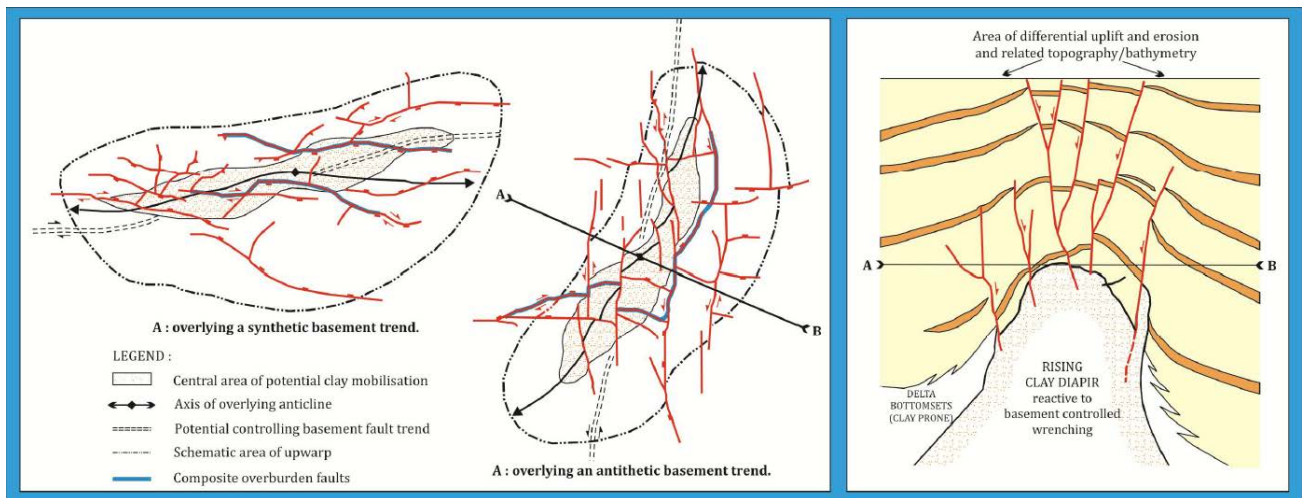 A : overlying a synthetic basement trend.
LEGEND :
Central area of potential clay mobilisation
Axis of overlying anticline
Potential controlling basement fault trend
Schematic area of upwarp
Composite overburden faults
A
B
A : overlying an antithetic basement trend.
Area of differential uplift and erosion
and related topography/bathymetry
A
B
DELTA
BOTTOMSETS
(CLAY PRONE)
RISING
CLAY DIAPIR
reactive to
basement controlled
wrenching